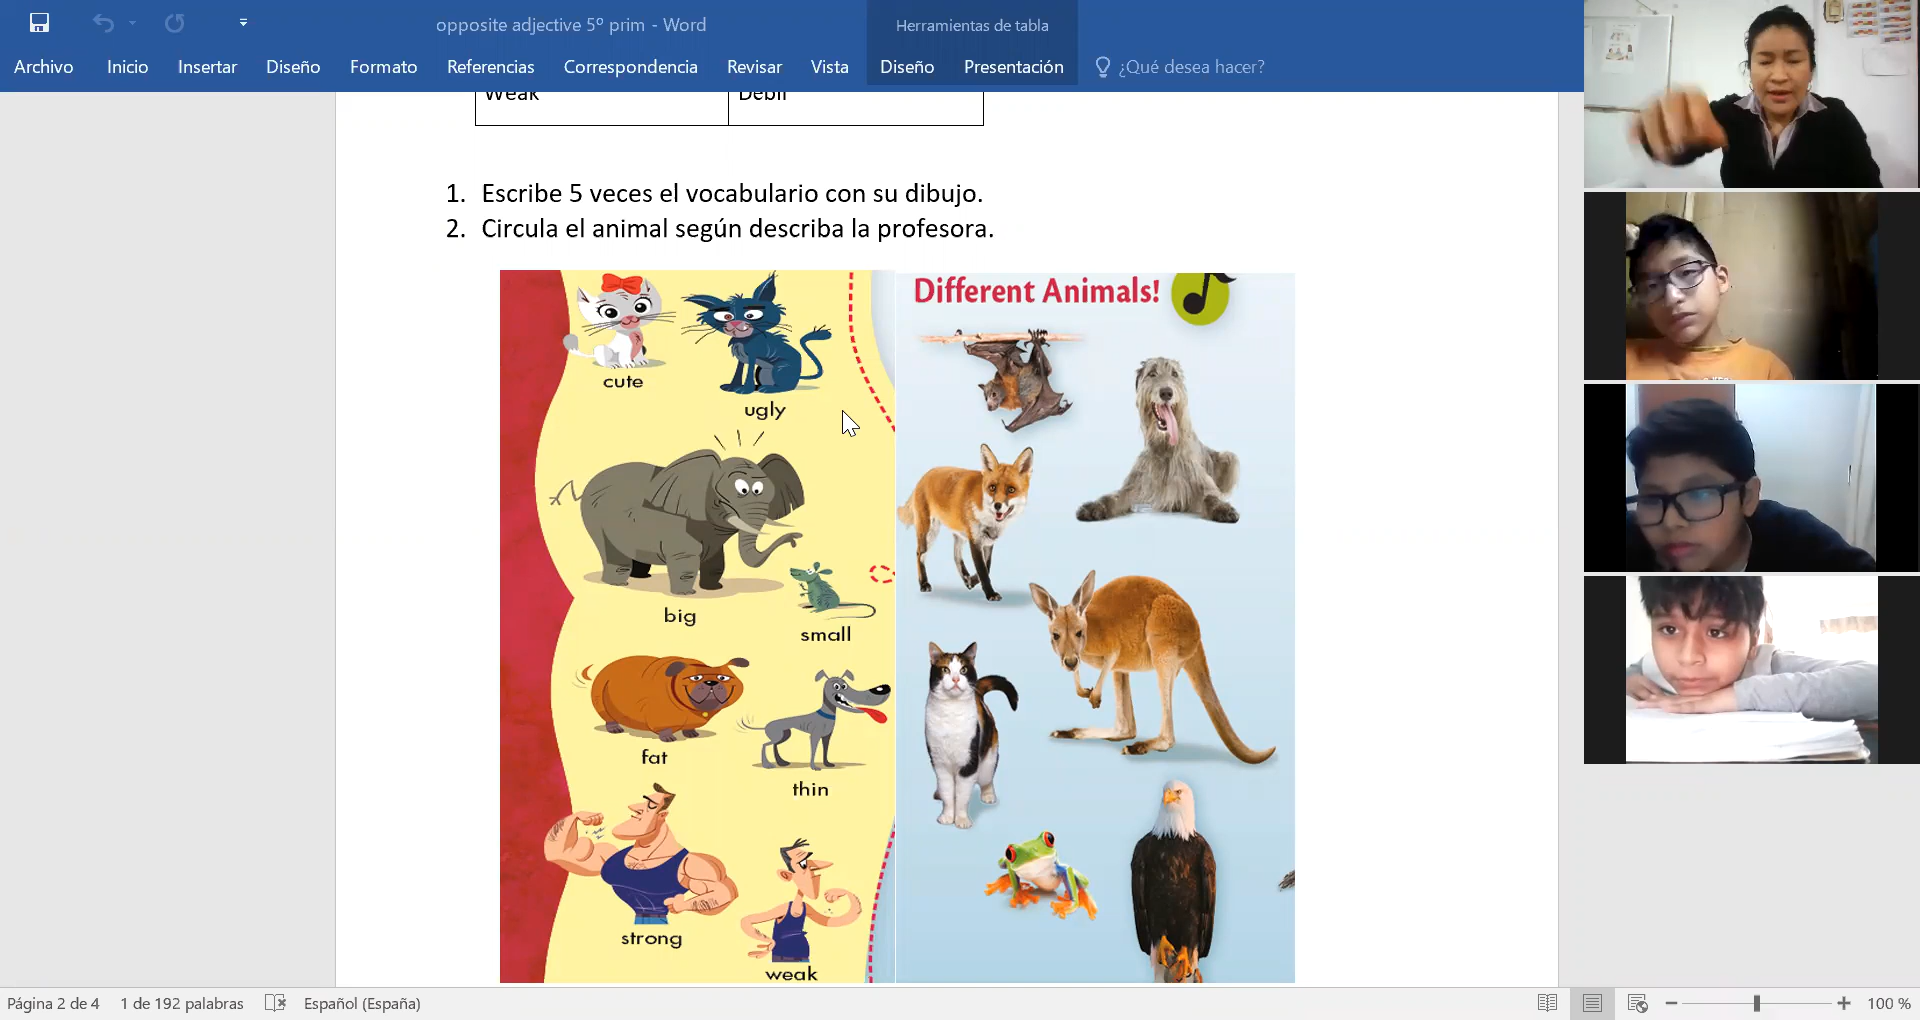 opposite adjective 5º prim - Word
Herramientas de tabla
Archivo Inicio Insertar Diseño Formato Referencias Correspondencia Revisar Vista Diseño Presentación ¿Qué desea hacer?
Weak Débil
1. Escribe 5 veces el vocabulario con su dibujo.
2. Circula el animal según describa la profesora.
Different Animals!
cute
ugly
big
small
fat
thin
strong
weak
Página 2 de 4 1 de 192 palabras Español (España) 100 %